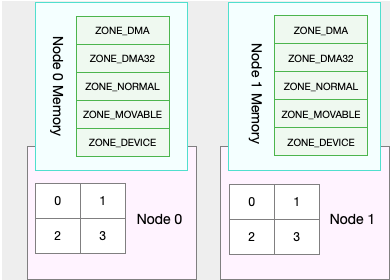 Node 0 Memory
ZONE_DMA
ZONE_DMA32
ZONE_NORMAL
ZONE_MOVABLE
ZONE_DEVICE
0 1
2 3
Node 0
Node 1 Memory
ZONE_DMA
ZONE_DMA32
ZONE_NORMAL
ZONE_MOVABLE
ZONE_DEVICE
0 1
2 3
Node 1